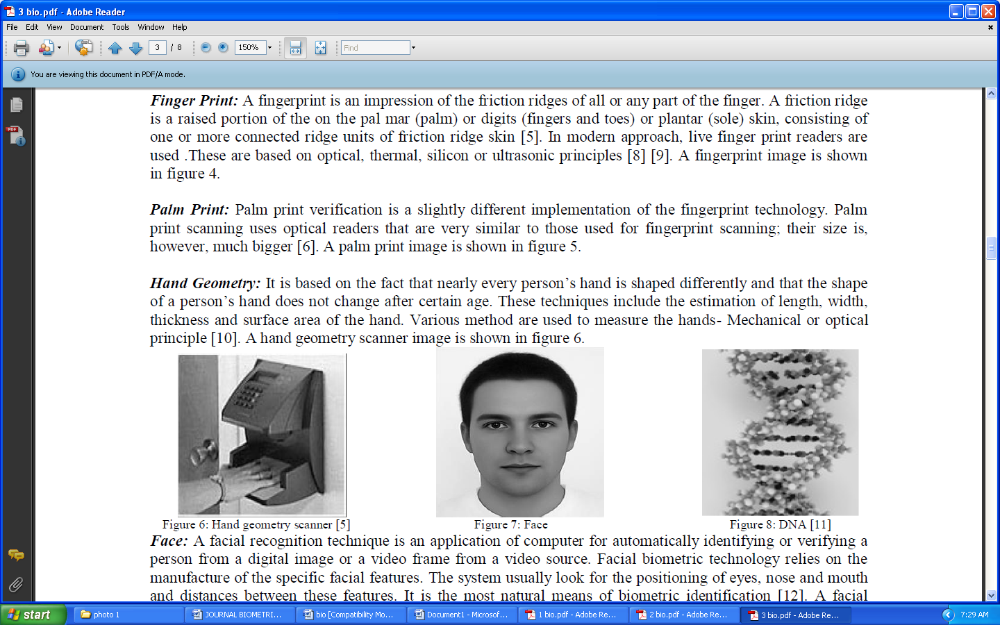 3 bio.pdf - Adobe Reader
File Edit View Document Tools Window Help
3 / 8 150% Find
You are viewing this document in PDF/A mode.
Finger Print: A fingerprint is an impression of the friction ridges of all or any part of the finger. A friction ridge
is a raised portion of the on the pal mar (palm) or digits (fingers and toes) or plantar (sole) skin, consisting of
one or more connected ridge units of friction ridge skin [5]. In modern approach, live finger print readers are
used .These are based on optical, thermal, silicon or ultrasonic principles [8] [9]. A fingerprint image is shown
in figure 4.
Palm Print: Palm print verification is a slightly different implementation of the fingerprint technology. Palm
print scanning uses optical readers that are very similar to those used for fingerprint scanning; their size is,
however, much bigger [6]. A palm print image is shown in figure 5.
Hand Geometry: It is based on the fact that nearly every person's hand is shaped differently and that the shape
of a person's hand does not change after certain age. These techniques include the estimation of length, width,
thickness and surface area of the hand. Various method are used to measure the hands- Mechanical or optical
principle [10]. A hand geometry scanner image is shown in figure 6.
Figure 6: Hand geometry scanner [5] Figure 7: Face Figure 8: DNA [11]
Face: A facial recognition technique is an application of computer for automatically identifying or verifying a
person from a digital image or a video frame from a video source. Facial biometric technology relies on the
manufacture of the specific facial features. The system usually look for the positioning of eyes, nose and mouth
and distances between these features. It is the most natural means of biometric identification [12]. A facial
start photo 1 JOURNAL BIOMETRI... bio [Compatibility Mo... Document1 - Microsof... 1 bio.pdf - Adobe Re... 2 bio.pdf - Adobe Re... 3 bio.pdf - Adobe Re... 7:29 AM